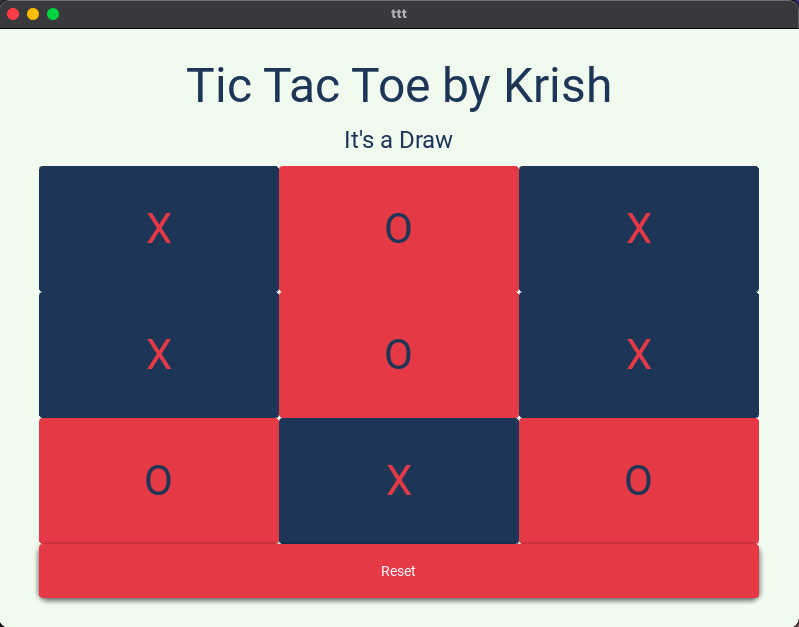 ttt
Tic Tac Toe by Krish
It's a Draw
X O X
X O X
O X O
Reset